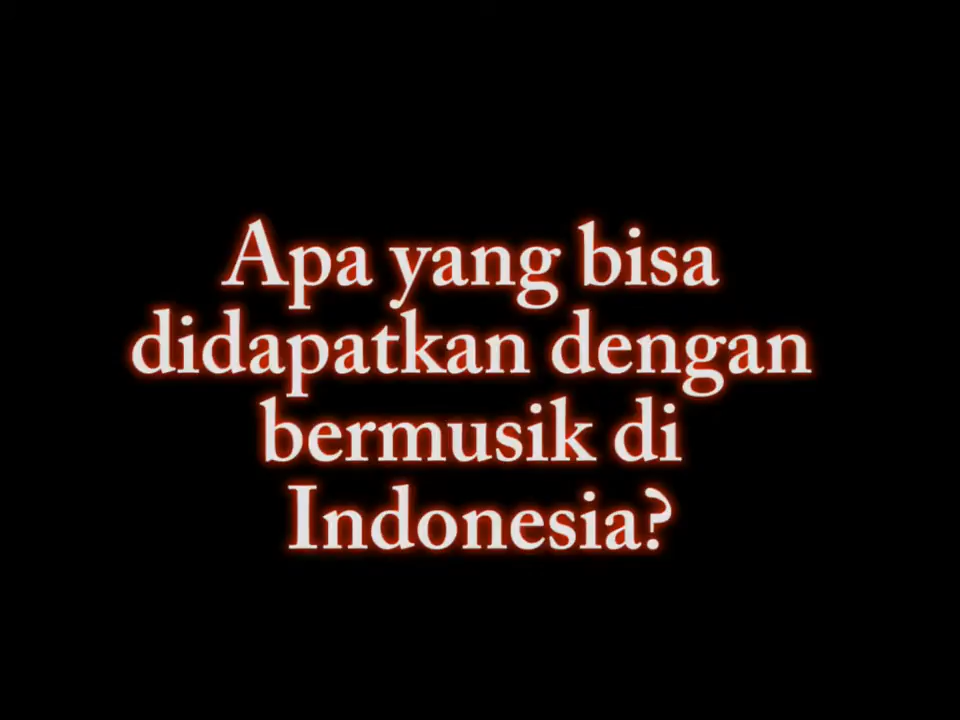 Apa yang bisa
didapatkan dengan
bermusik di
Indonesia?